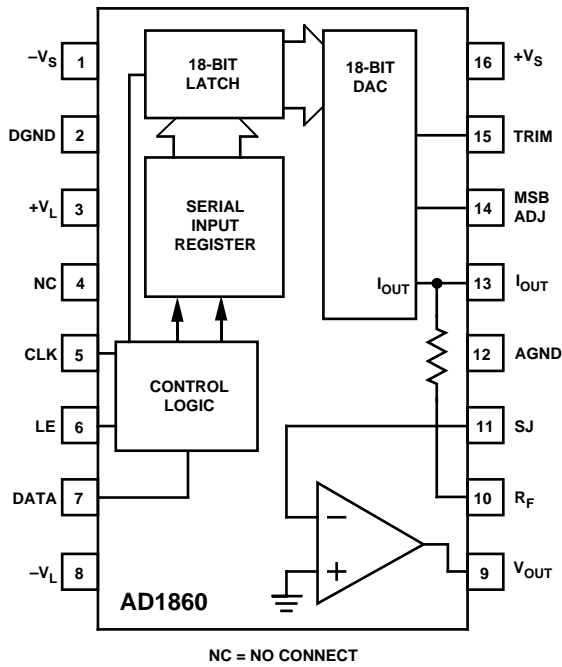 –VS 1
DGND 2
+VL 3
NC 4
CLK 5
LE 6
DATA 7
–VL 8
18-BIT
LATCH
SERIAL
INPUT
REGISTER
CONTROL
LOGIC
18-BIT
DAC
IOUT
–
+
16 +VS
15 TRIM
14 MSB
ADJ
13 IOUT
12 AGND
11 SJ
10 RF
9 VOUT
AD1860
NC = NO CONNECT